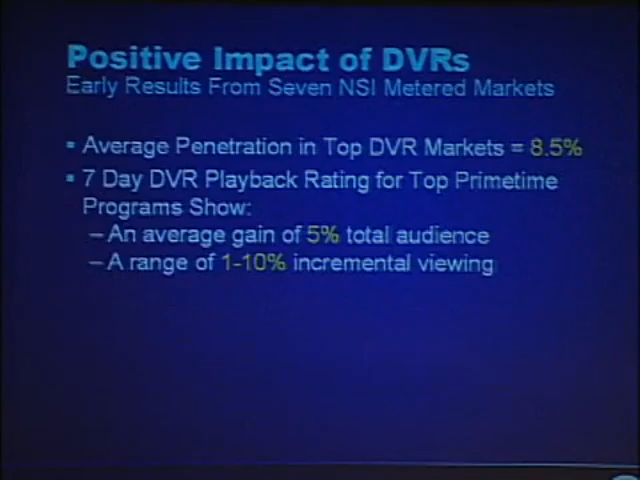 Positive Impact of DVRs
Early Results From Seven NSI Metered Markets
▪ Average Penetration in Top DVR Markets = 8.5%
▪ 7 Day DVR Playback Rating for Top Primetime
Programs Show:
– An average gain of 5% total audience
– A range of 1-10% incremental viewing